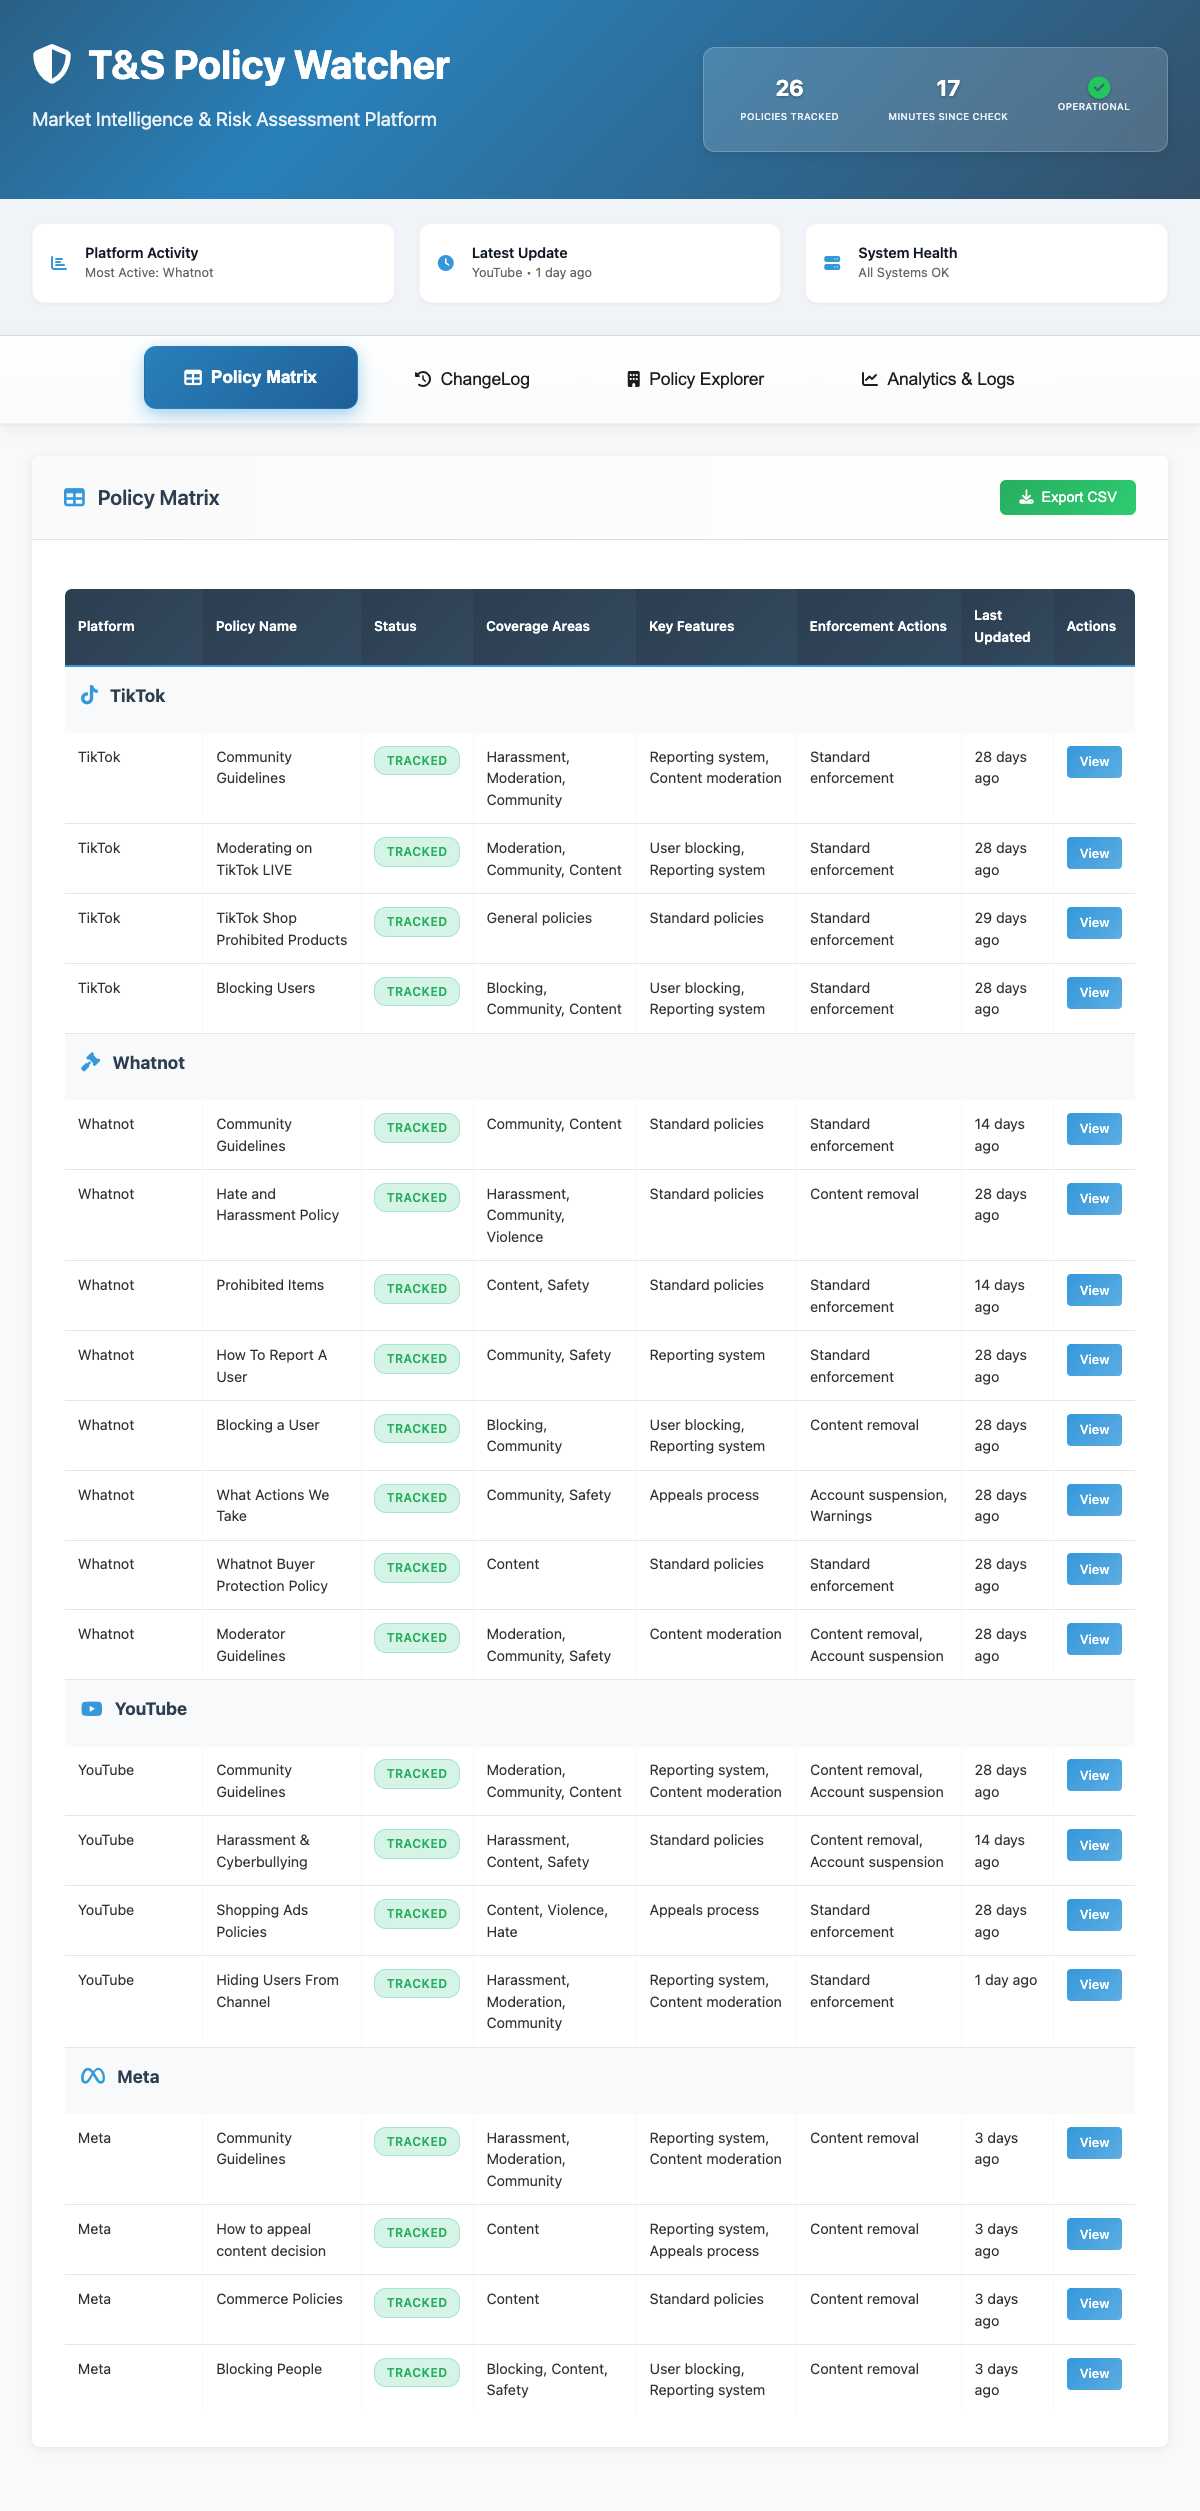 T&S Policy Watcher
Market Intelligence & Risk Assessment Platform
26
POLICIES TRACKED
17
MINUTES SINCE CHECK
OPERATIONAL
Platform Activity
Most Active: Whatnot
Latest Update
YouTube • 1 day ago
System Health
All Systems OK
Policy Matrix
ChangeLog
Policy Explorer
Analytics & Logs
Policy Matrix
Export CSV
Platform
Policy Name
Status
Coverage Areas
Key Features
Enforcement Actions
Last
Updated
Actions
TikTok
TikTok
Community
Guidelines
TRACKED
Harassment,
Moderation,
Community
Reporting system,
Content moderation
Standard
enforcement
28 days
ago
View
TikTok
Moderating on
TikTok LIVE
TRACKED
Moderation,
Community, Content
User blocking,
Reporting system
Standard
enforcement
28 days
ago
View
TikTok
TikTok Shop
Prohibited Products
TRACKED
General policies
Standard policies
Standard
enforcement
29 days
ago
View
TikTok
Blocking Users
TRACKED
Blocking,
Community, Content
User blocking,
Reporting system
Standard
enforcement
28 days
ago
View
Whatnot
Whatnot
Community
Guidelines
TRACKED
Community, Content
Standard policies
Standard
enforcement
14 days
ago
View
Whatnot
Hate and
Harassment Policy
TRACKED
Harassment,
Community,
Violence
Standard policies
Content removal
28 days
ago
View
Whatnot
Prohibited Items
TRACKED
Content, Safety
Standard policies
Standard
enforcement
14 days
ago
View
Whatnot
How To Report A
User
TRACKED
Community, Safety
Reporting system
Standard
enforcement
28 days
ago
View
Whatnot
Blocking a User
TRACKED
Blocking,
Community
User blocking,
Reporting system
Content removal
28 days
ago
View
Whatnot
What Actions We
Take
TRACKED
Community, Safety
Appeals process
Account suspension,
Warnings
28 days
ago
View
Whatnot
Whatnot Buyer
Protection Policy
TRACKED
Content
Standard policies
Standard
enforcement
28 days
ago
View
Whatnot
Moderator
Guidelines
TRACKED
Moderation,
Community, Safety
Content moderation
Content removal,
Account suspension
28 days
ago
View
YouTube
YouTube
Community
Guidelines
TRACKED
Moderation,
Community, Content
Reporting system,
Content moderation
Content removal,
Account suspension
28 days
ago
View
YouTube
Harassment &
Cyberbullying
TRACKED
Harassment,
Content, Safety
Standard policies
Content removal,
Account suspension
14 days
ago
View
YouTube
Shopping Ads
Policies
TRACKED
Content, Violence,
Hate
Appeals process
Standard
enforcement
28 days
ago
View
YouTube
Hiding Users From
Channel
TRACKED
Harassment,
Moderation,
Community
Reporting system,
Content moderation
Standard
enforcement
1 day ago
View
Meta
Meta
Community
Guidelines
TRACKED
Harassment,
Moderation,
Community
Reporting system,
Content moderation
Content removal
3 days
ago
View
Meta
How to appeal
content decision
TRACKED
Content
Reporting system,
Appeals process
Content removal
3 days
ago
View
Meta
Commerce Policies
TRACKED
Content
Standard policies
Content removal
3 days
ago
View
Meta
Blocking People
TRACKED
Blocking, Content,
Safety
User blocking,
Reporting system
Content removal
3 days
ago
View